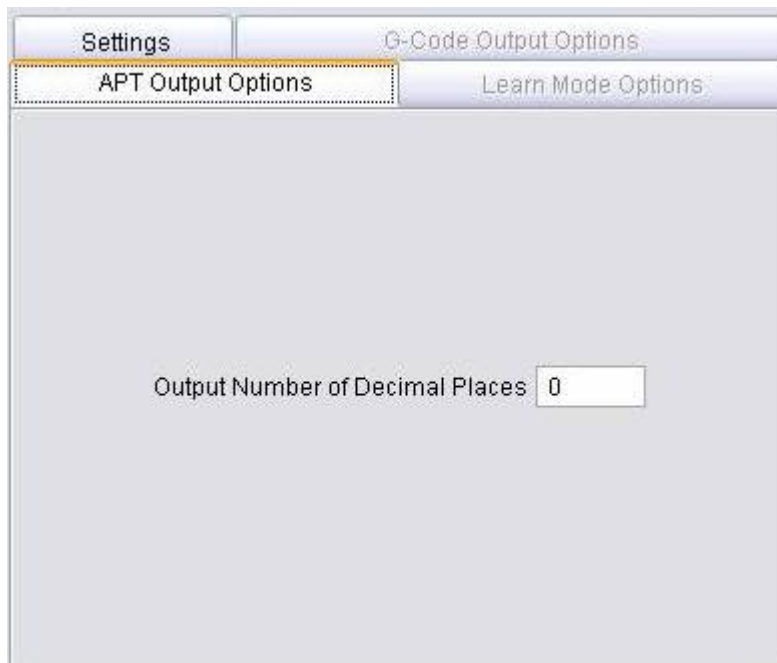 Settings G-Code Output Options
APT Output Options Learn Mode Options
Output Number of Decimal Places 0